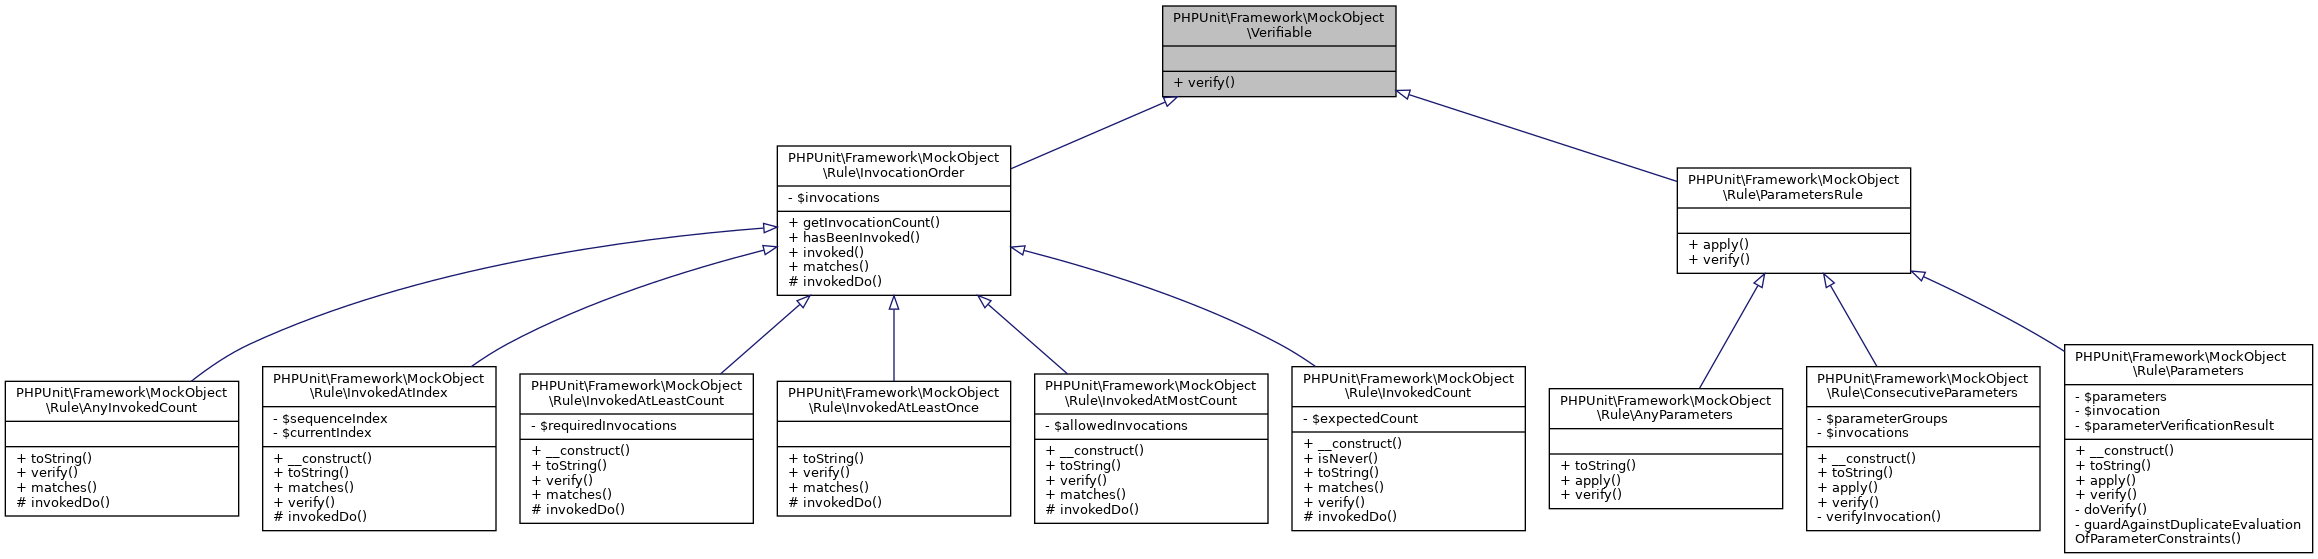 PHPUnit\Framework\MockObject
\Verifiable
+ verify()
PHPUnit\Framework\MockObject
\Rule\InvocationOrder
- $invocations
+ getInvocationCount()
+ hasBeenInvoked()
+ invoked()
+ matches()
# invokedDo()
PHPUnit\Framework\MockObject
\Rule\ParametersRule
+ apply()
+ verify()
PHPUnit\Framework\MockObject
\Rule\AnyInvokedCount
+ toString()
+ verify()
+ matches()
# invokedDo()
PHPUnit\Framework\MockObject
\Rule\InvokedAtIndex
- $sequenceIndex
- $currentIndex
+ __construct()
+ toString()
+ matches()
+ verify()
# invokedDo()
PHPUnit\Framework\MockObject
\Rule\InvokedAtLeastCount
- $requiredInvocations
+ __construct()
+ toString()
+ verify()
+ matches()
# invokedDo()
PHPUnit\Framework\MockObject
\Rule\InvokedAtLeastOnce
+ toString()
+ verify()
+ matches()
# invokedDo()
PHPUnit\Framework\MockObject
\Rule\InvokedAtMostCount
- $allowedInvocations
+ __construct()
+ toString()
+ verify()
+ matches()
# invokedDo()
PHPUnit\Framework\MockObject
\Rule\InvokedCount
- $expectedCount
+ __construct()
+ isNever()
+ toString()
+ matches()
+ verify()
# invokedDo()
PHPUnit\Framework\MockObject
\Rule\AnyParameters
+ toString()
+ apply()
+ verify()
PHPUnit\Framework\MockObject
\Rule\ConsecutiveParameters
- $parameterGroups
- $invocations
+ __construct()
+ toString()
+ apply()
+ verify()
- verifyInvocation()
PHPUnit\Framework\MockObject
\Rule\Parameters
- $parameters
- $invocation
- $parameterVerificationResult
+ __construct()
+ toString()
+ apply()
+ verify()
- doVerify()
- guardAgainstDuplicateEvaluation
OfParameterConstraints()